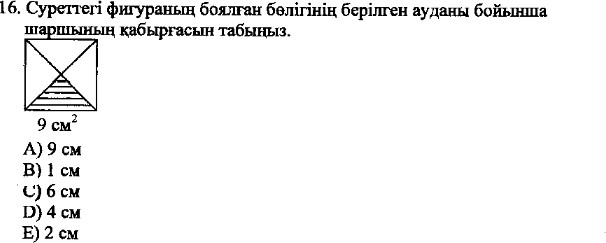 16. Суреттегі фигураның боялған бөлігінің берілген ауданы бойынша
шаршының қабырғасын табыңыз.
9 см²
A) 9 см
B) 1 см
C) 6 см
D) 4 см
E) 2 см